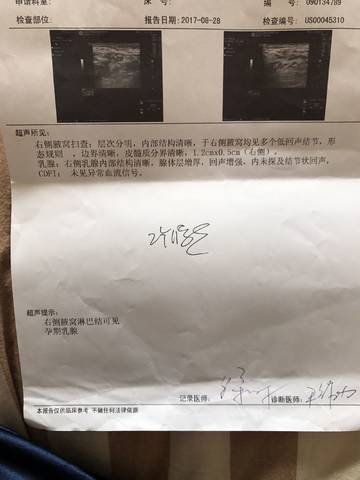 申请科室： 床 号： 编 号： 090134789
检查部位： 报告日期：2017-08-28 检查编号：US00045310
超声所见：
右侧腋窝扫查：层次分明，内部结构清晰，于右侧腋窝均见多个低回声结节，形
态规则 ，边界清晰，皮髓质分界清晰，1.2cmx0.5cm（右侧）。
乳腺：右侧乳腺内部结构清晰，腺体层增厚，回声增强，内未探及结节状回声，
CDFI： 未见异常血流信号。
超声提示：
右侧腋窝淋巴结可见
孕期乳腺
记录医师： 诊断医师：
本报告仅供临床参考 不做任何法律依据